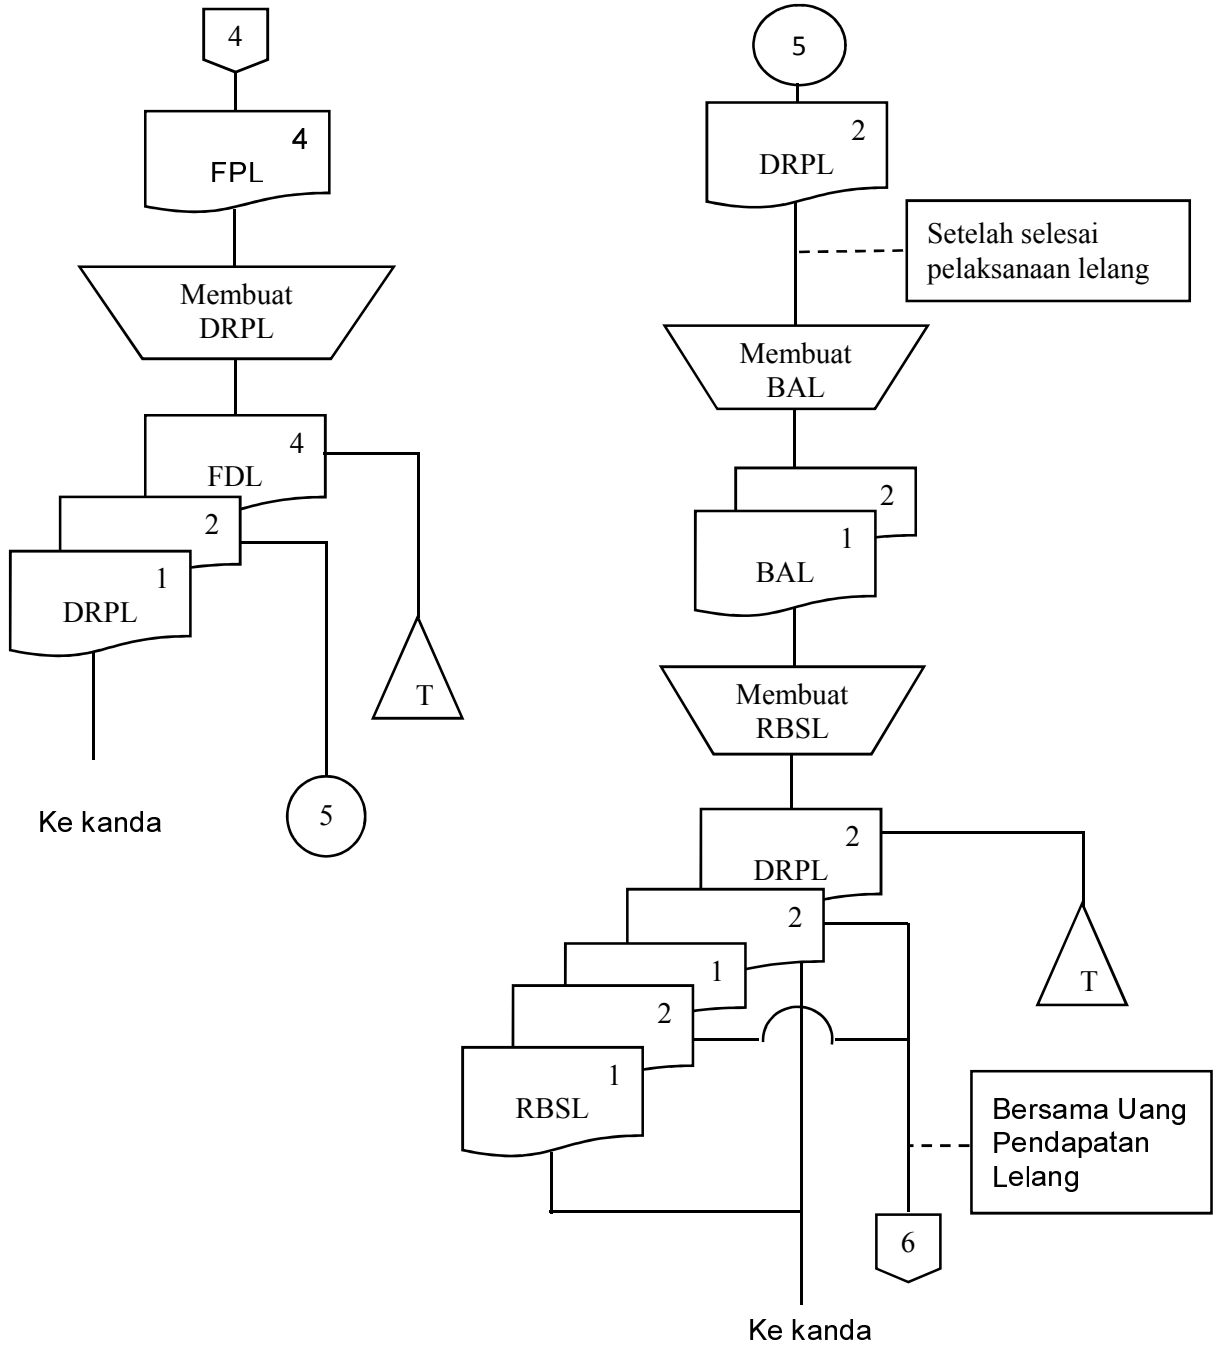 4
4
FPL
Membuat
DRPL
4
FDL
2
1
DRPL
T
Ke kanda
5
5
2
DRPL
Setelah selesai
pelaksanaan lelang
Membuat
BAL
2
1
BAL
Membuat
RBSL
2
DRPL
2
1
2
1
RBSL
T
Bersama Uang
Pendapatan
Lelang
6
Ke kanda